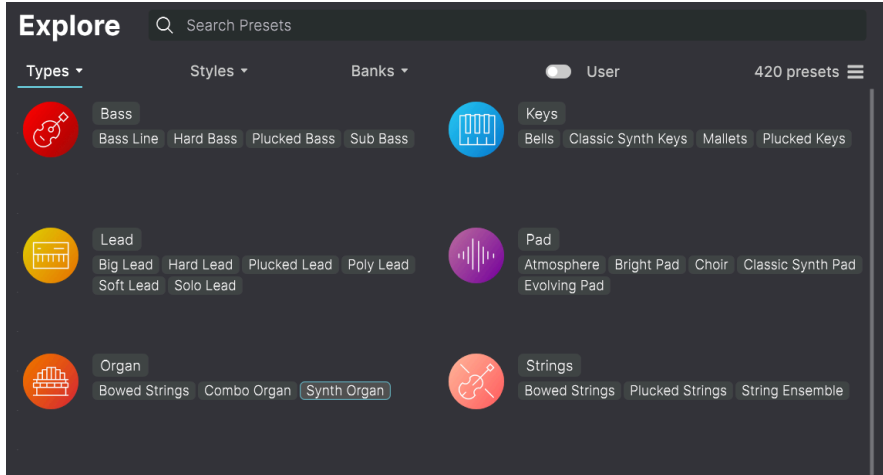 Explore
Search Presets
Types
Styles
Banks
User
420 presets
Bass
Bass Line Hard Bass Plucked Bass Sub Bass
Keys
Bells Classic Synth Keys Mallets Plucked Keys
Lead
Big Lead Hard Lead Plucked Lead Poly Lead
Soft Lead Solo Lead
Pad
Atmosphere Bright Pad Choir Classic Synth Pad
Evolving Pad
Organ
Bowed Strings Combo Organ Synth Organ
Strings
Bowed Strings Plucked Strings String Ensemble